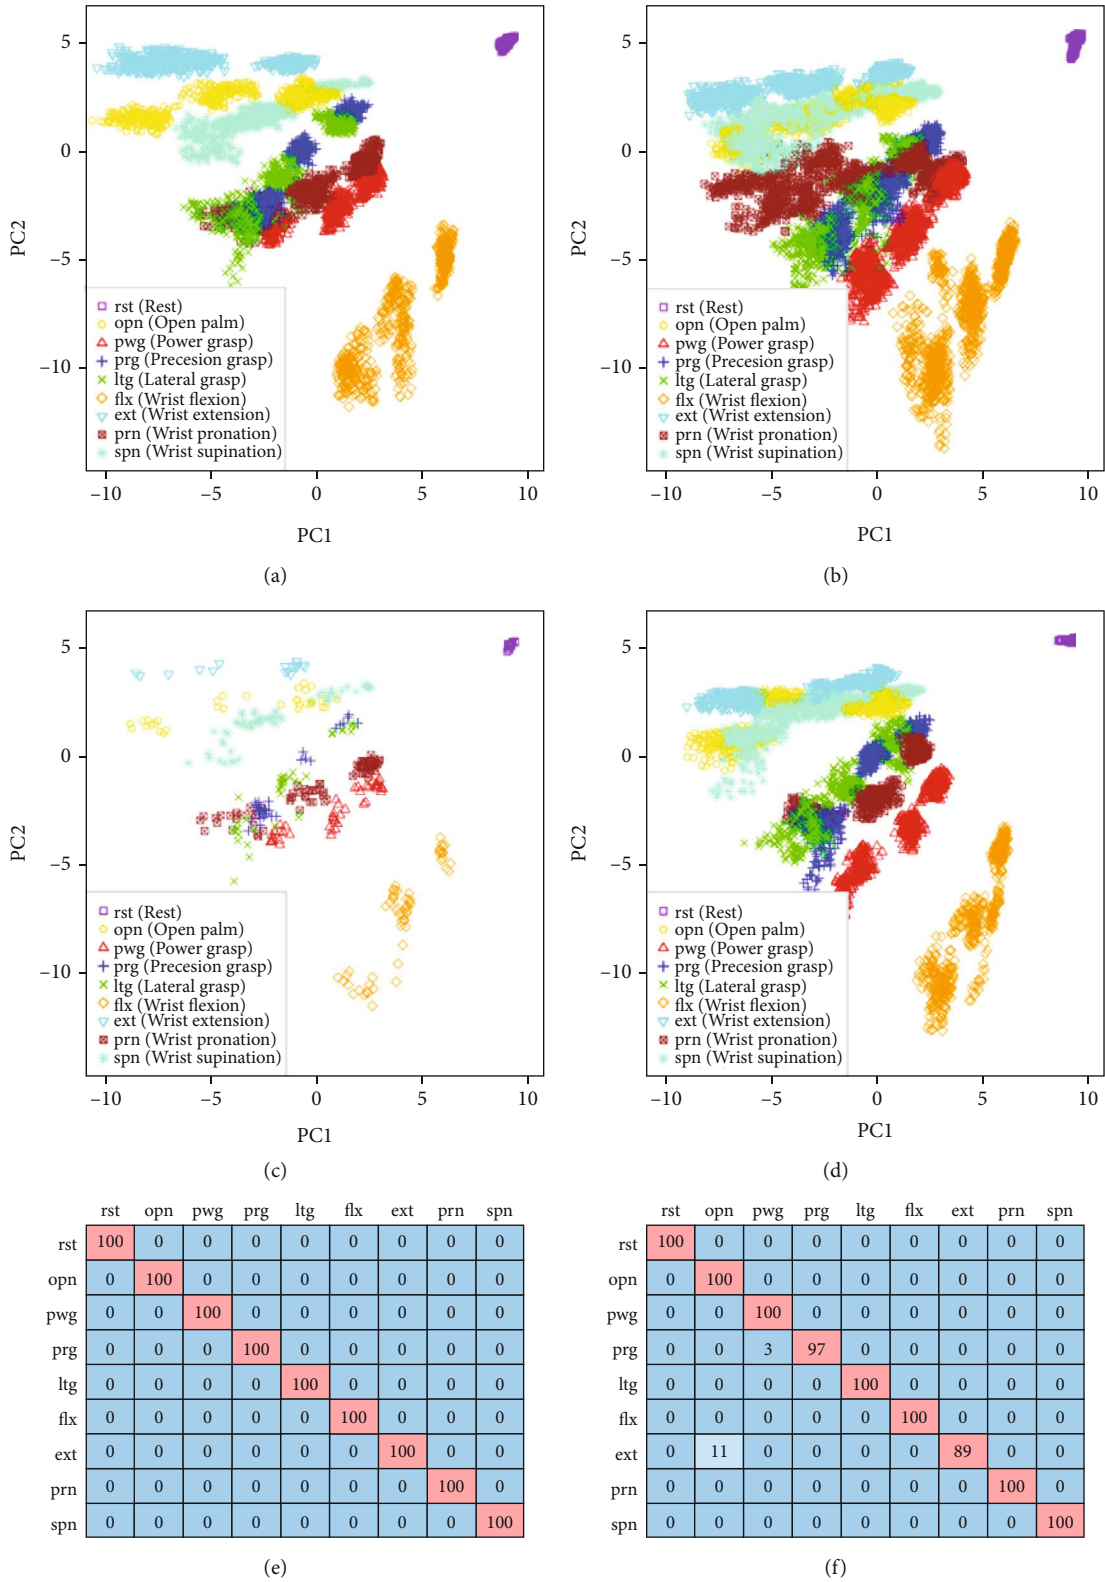 5
0
−5
−10
PC2
rst (Rest)
opn (Open palm)
pwg (Power grasp)
prg (Precesion grasp)
ltg (Lateral grasp)
flx (Wrist flexion)
ext (Wrist extension)
prn (Wrist pronation)
spn (Wrist supination)
−10 −5 0 5 10
PC1
(a)
5
0
−5
−10
PC2
rst (Rest)
opn (Open palm)
pwg (Power grasp)
prg (Precesion grasp)
ltg (Lateral grasp)
flx (Wrist flexion)
ext (Wrist extension)
prn (Wrist pronation)
spn (Wrist supination)
−10 −5 0 5 10
PC1
(b)
5
0
−5
−10
PC2
rst (Rest)
opn (Open palm)
pwg (Power grasp)
prg (Precesion grasp)
ltg (Lateral grasp)
flx (Wrist flexion)
ext (Wrist extension)
prn (Wrist pronation)
spn (Wrist supination)
−10 −5 0 5 10
PC1
(c)
5
0
−5
−10
PC2
rst (Rest)
opn (Open palm)
pwg (Power grasp)
prg (Precesion grasp)
ltg (Lateral grasp)
flx (Wrist flexion)
ext (Wrist extension)
prn (Wrist pronation)
spn (Wrist supination)
−10 −5 0 5 10
PC1
(d)
rst opn pwg prg ltg flx ext prn spn
rst 100 0 0 0 0 0 0 0 0
opn 0 100 0 0 0 0 0 0 0
pwg 0 0 100 0 0 0 0 0 0
prg 0 0 0 100 0 0 0 0 0
ltg 0 0 0 0 100 0 0 0 0
flx 0 0 0 0 0 100 0 0 0
ext 0 0 0 0 0 0 100 0 0
prn 0 0 0 0 0 0 0 100 0
spn 0 0 0 0 0 0 0 0 100
(e)
rst opn pwg prg ltg flx ext prn spn
rst 100 0 0 0 0 0 0 0 0
opn 0 100 0 0 0 0 0 0 0
pwg 0 0 100 0 0 0 0 0 0
prg 0 0 3 97 0 0 0 0 0
ltg 0 0 0 0 100 0 0 0 0
flx 0 0 0 0 0 100 0 0 0
ext 0 11 0 0 0 0 89 0 0
prn 0 0 0 0 0 0 0 100 0
spn 0 0 0 0 0 0 0 0 100
(f)